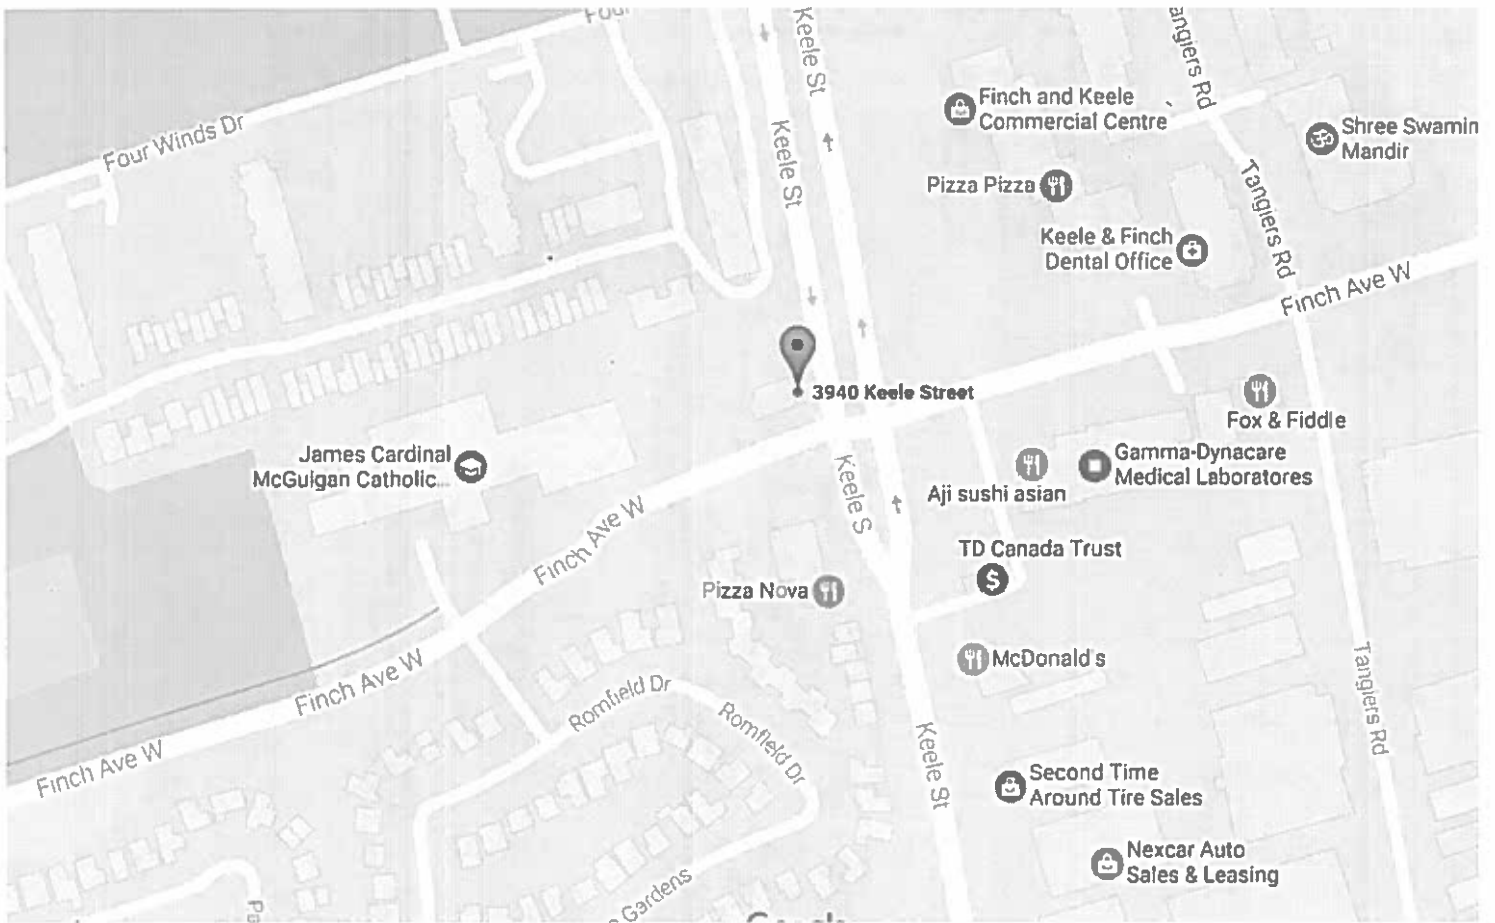 Four
Keele St
Tangiers Rd
Finch and Keele
Commercial Centre
Shree Swamin
Mandir
Four Winds Dr
Keele St
Pizza Pizza
Tangiers Rd
Keele & Finch
Dental Office
Finch Ave W
3940 Keele Street
Fox & Fiddle
James Cardinal
McGuigan Catholic...
Gamma-Dynacare
Medical Laboratores
Keele S
Aji sushi asian
Finch Ave W
TD Canada Trust
Pizza Nova
McDonald's
Finch Ave W
Romfield Dr
Romfield Dr
Tangiers Rd
Keele St
Finch Ave W
Second Time
Around Tire Sales
Nexcar Auto
Sales & Leasing
Gardens
Pa
Google